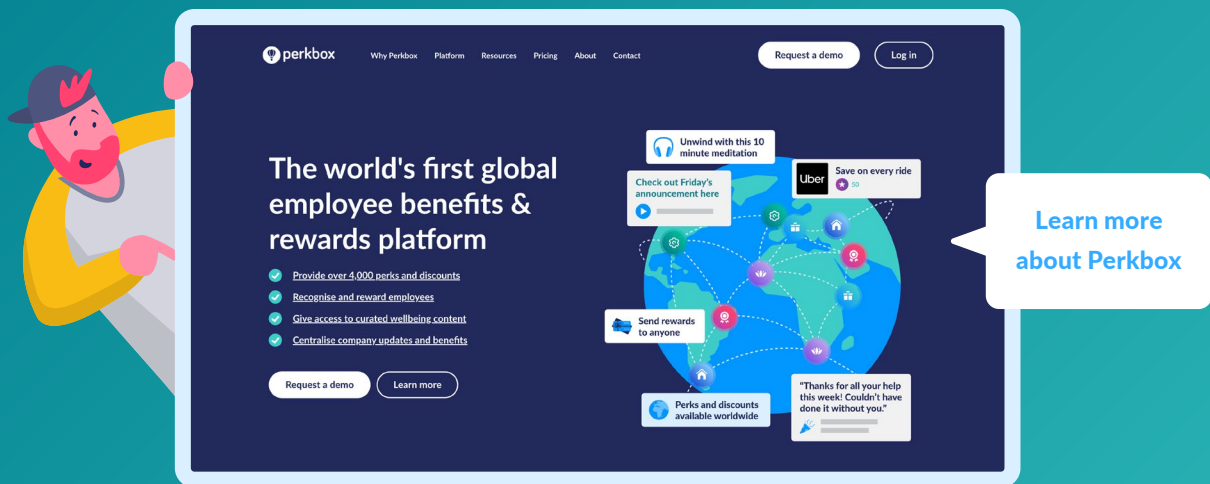 perkbox
Why Perkbox Platform Resources Pricing About Contact
Request a demo
Log in
The world's first global
employee benefits &
rewards platform
Provide over 4,000 perks and discounts
Recognise and reward employees
Give access to curated wellbeing content
Centralise company updates and benefits
Request a demo
Learn more
Unwind with this 10
minute meditation
Check out Friday's
announcement here
Uber
Save on every ride
50
Send rewards
to anyone
Perks and discounts
available worldwide
"Thanks for all your help
this week! Couldn't have
done it without you."
Learn more
about Perkbox